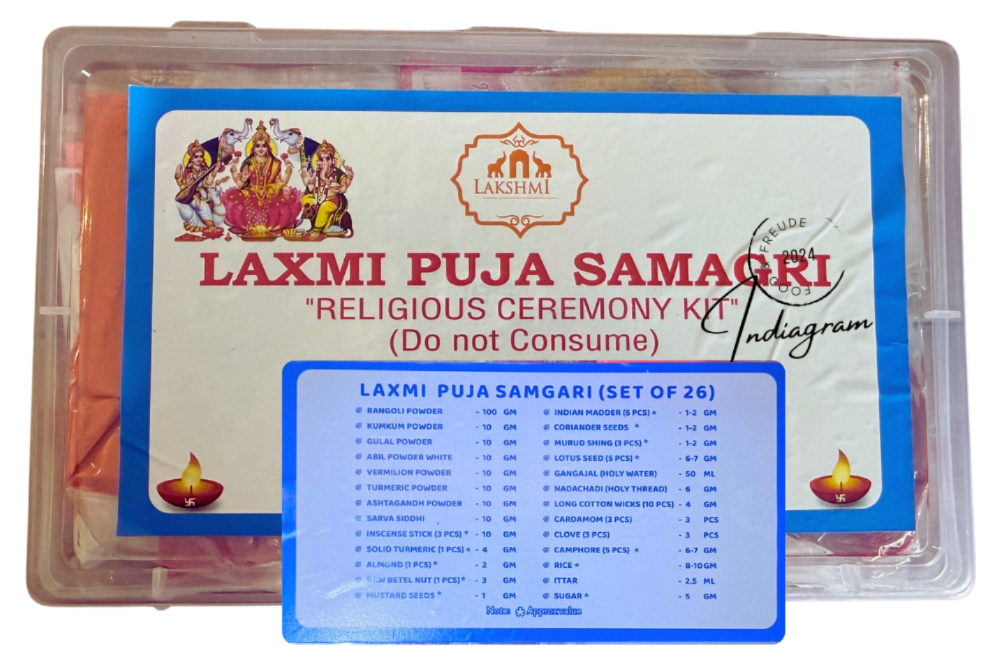 LAKSHMI
LAXMI PUJA SAMAGRI
"RELIGIOUS CEREMONY KIT"
(Do not Consume)
FREUDE
2024
FOOD &
Indiagram
LAXMI PUJA SAMGARI (SET OF 26)
@ RANGOLI POWDER - 100 GM
@ KUMKUM POWDER - 10 GM
@ GULAL POWDER - 10 GM
@ ABIL POWDER WHITE - 10 GM
@ VERMILION POWDER - 10 GM
@ TURMERIC POWDER - 10 GM
@ ASHTAGANDH POWDER - 10 GM
@ SARVA SIDDHI - 10 GM
@ INSCENSE STICK (3 PCS) * - 10 GM
@ SOLID TURMERIC (1 PCS) * - 4 GM
@ ALMOND (1 PCS) * - 2 GM
@ RAW BETEL NUT (1 PCS) * - 3 GM
@ MUSTARD SEEDS * - 1 GM
@ INDIAN MADDER (5 PCS) * - 1-2 GM
@ CORIANDER SEEDS * - 1-2 GM
@ MURUD SHING (3 PCS) * - 1-2 GM
@ LOTUS SEED (5 PCS) * - 6-7 GM
@ GANGAJAL (HOLY WATER) - 50 ML
@ NADACHADI (HOLY THREAD) - 6 GM
@ LONG COTTON WICKS (10 PCS) - 4 GM
@ CARDAMOM (3 PCS) - 3 PCS
@ CLOVE (3 PCS) - 3 PCS
@ CAMPHORE (5 PCS) * - 6-7 GM
@ RICE * - 8-10 GM
@ ITTAR - 2.5 ML
@ SUGAR * - 5 GM
Note: * Approxvalue